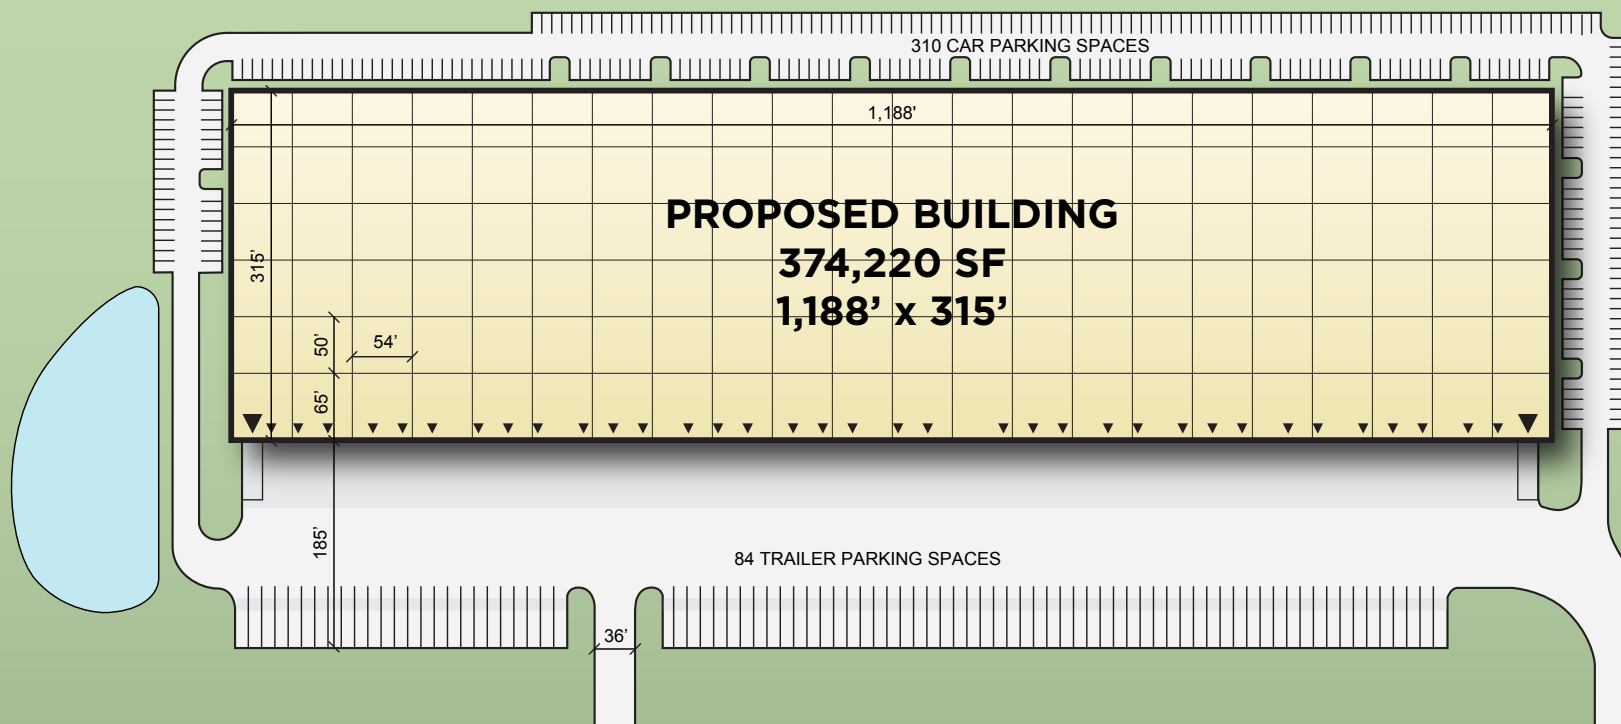 310 CAR PARKING SPACES
1,188'
PROPOSED BUILDING
374,220 SF
1,188’ x 315’
315’
50’
54’
65’
185’
84 TRAILER PARKING SPACES
36’